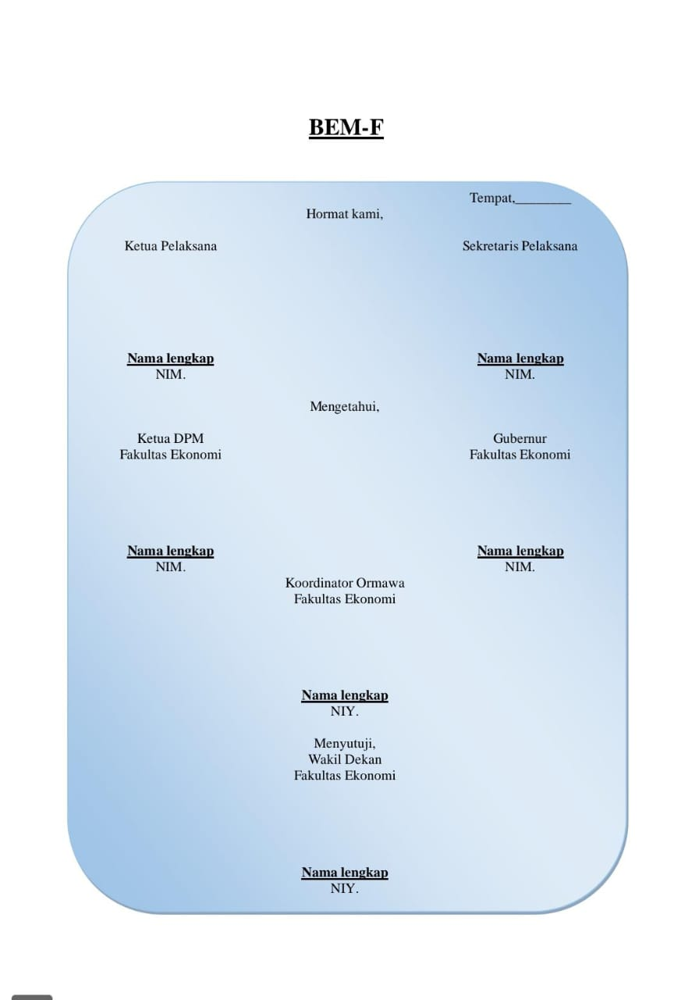 BEM-F
Tempat,________
Hormat kami,
Ketua Pelaksana
Sekretaris Pelaksana
Nama lengkap
NIM.
Nama lengkap
NIM.
Mengetahui,
Ketua DPM
Fakultas Ekonomi
Gubernur
Fakultas Ekonomi
Nama lengkap
NIM.
Nama lengkap
NIM.
Koordinator Ormawa
Fakultas Ekonomi
Nama lengkap
NIY.
Menyutuji,
Wakil Dekan
Fakultas Ekonomi
Nama lengkap
NIY.